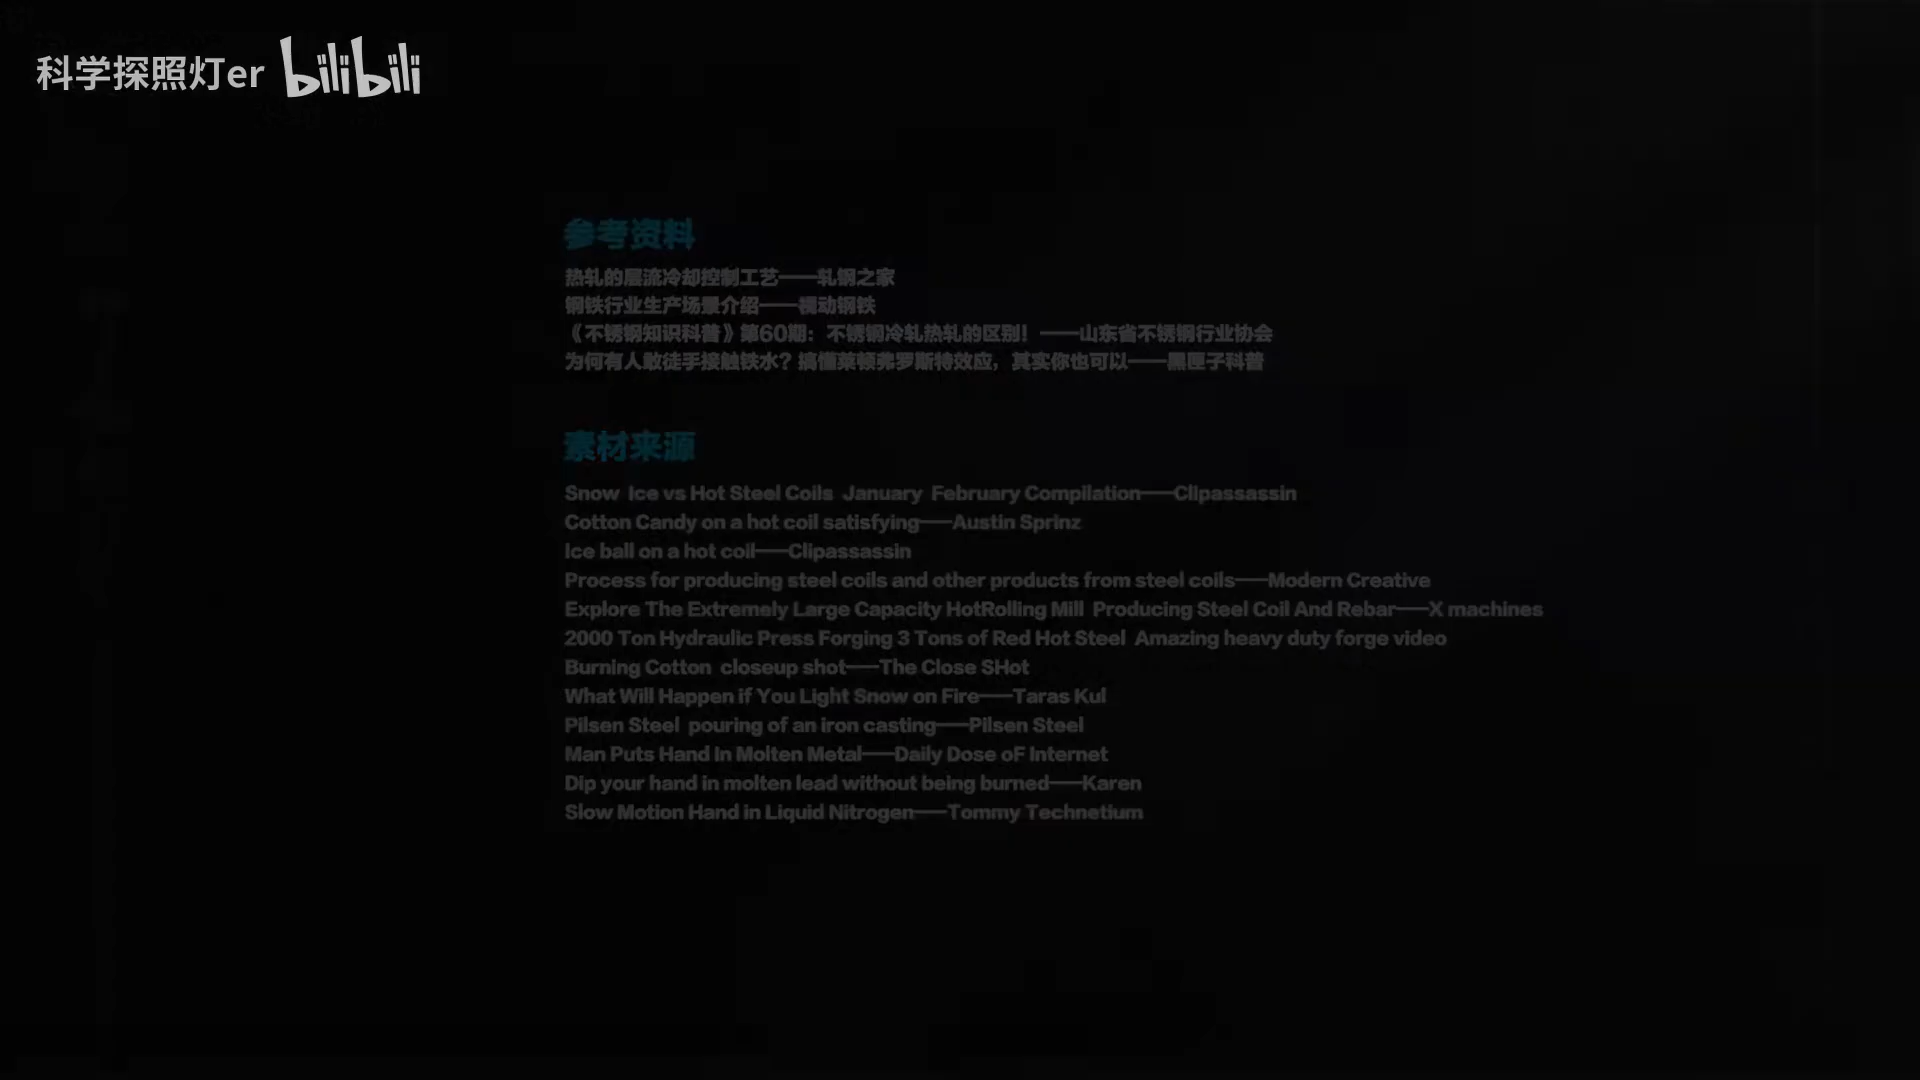 科学探照灯er bilibili
参考资料
热轧的层流冷却控制工艺——轧钢之家
钢铁行业生产场景介绍——橙动钢铁
《不锈钢知识科普》第60期：不锈钢冷轧热轧的区别！——山东省不锈钢行业协会
为何有人敢徒手接触铁水？搞懂莱顿弗罗斯特效应，其实你也可以——黑匣子科普
素材来源
Snow Ice vs Hot Steel Coils January February Compilation——Clipassassin
Cotton Candy on a hot coil satisfying——Austin Sprinz
Ice ball on a hot coil——Clipassassin
Process for producing steel coils and other products from steel coils——Modern Creative
Explore The Extremely Large Capacity HotRolling Mill Producing Steel Coil And Rebar——X machines
2000 Ton Hydraulic Press Forging 3 Tons of Red Hot Steel Amazing heavy duty forge video
Burning Cotton closeup shot——The Close SHot
What Will Happen if You Light Snow on Fire——Taras Kul
Pilsen Steel pouring of an iron casting——Pilsen Steel
Man Puts Hand In Molten Metal——Daily Dose oF Internet
Dip your hand in molten lead without being burned——Karen
Slow Motion Hand in Liquid Nitrogen——Tommy Technetium